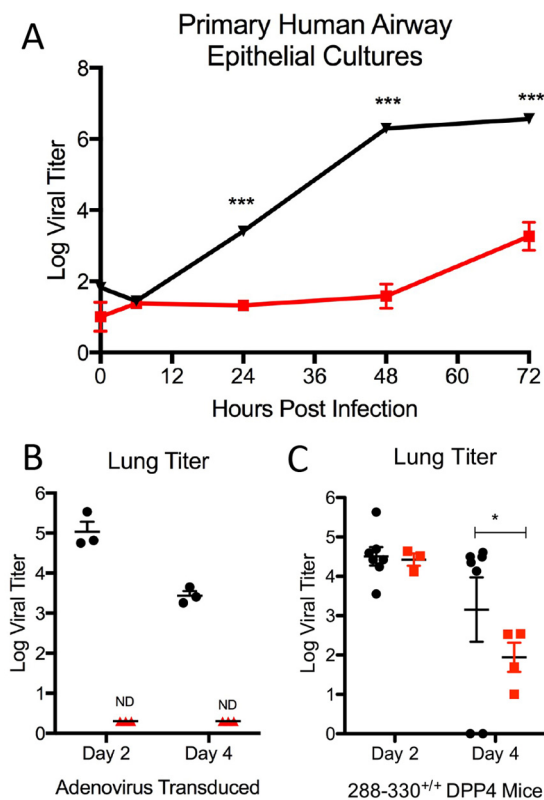 A
Primary Human Airway
Epithelial Cultures
Log Viral Titer
8
6
4
2
0
***
***
***
0 12 24 36 48 60 72
Hours Post Infection
B
Lung Titer
Log Viral Titer
6
5
4
3
2
1
0
ND
ND
Day 2 Day 4
Adenovirus Transduced
C
Lung Titer
Log Viral Titer
6
5
4
3
2
1
0
*
Day 2 Day 4
288-330+/+ DPP4 Mice